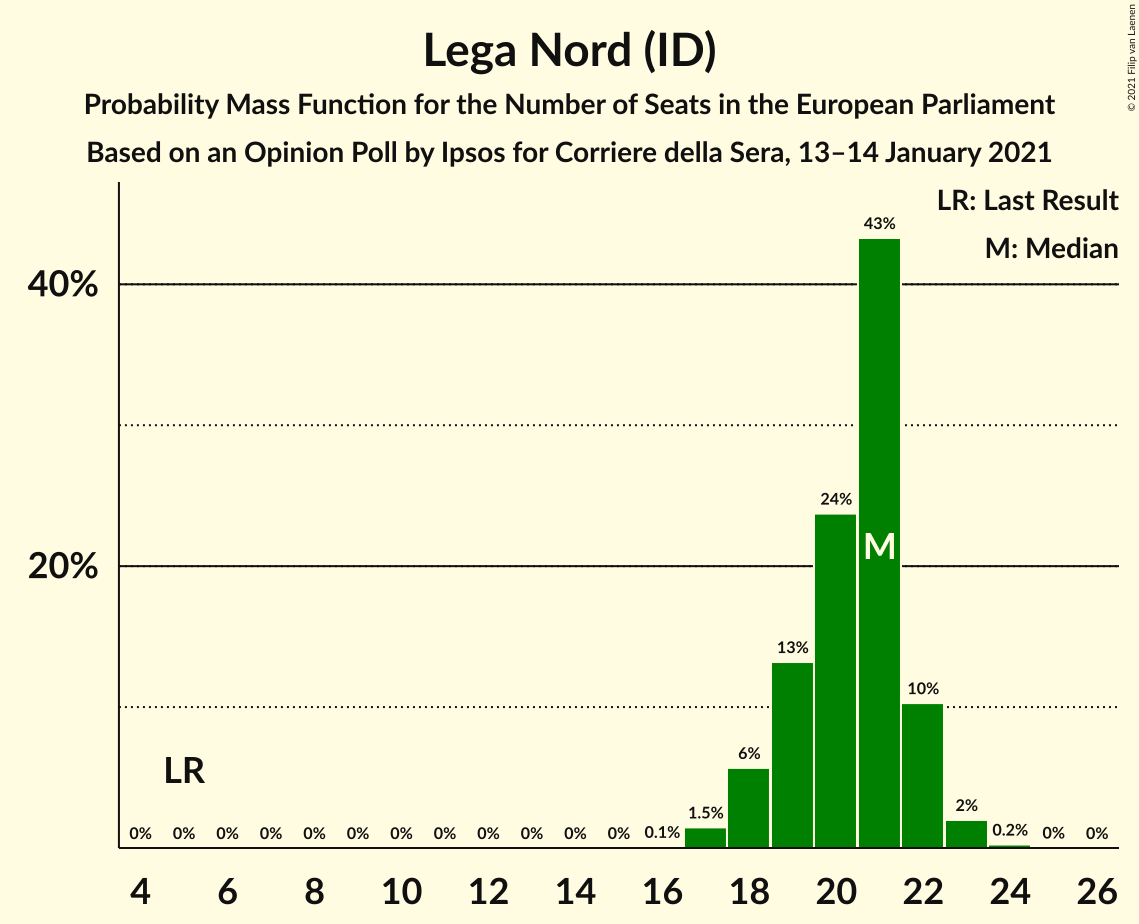 Lega Nord (ID)
Probability Mass Function for the Number of Seats in the European Parliament
Based on an Opinion Poll by Ipsos for Corriere della Sera, 13–14 January 2021
© 2021 Filip van Laenen
LR: Last Result
M: Median
43%
40%
24%
M
20%
13%
10%
6%
LR
2%
1.5%
0% 0% 0% 0% 0% 0% 0% 0% 0% 0% 0% 0% 0.1% 0.2% 0% 0%
4 6 8 10 12 14 16 18 20 22 24 26